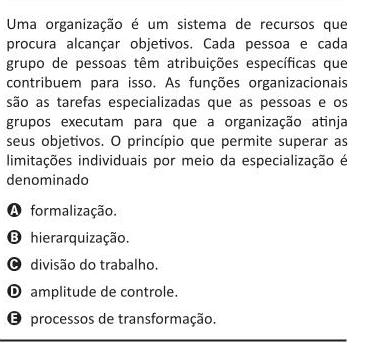 Uma organização é um sistema de recursos que
procura alcançar objetivos. Cada pessoa e cada
grupo de pessoas têm atribuições específicas que
contribuem para isso. As funções organizacionais
são as tarefas especializadas que as pessoas e os
grupos executam para que a organização atinja
seus objetivos. O princípio que permite superar as
limitações individuais por meio da especialização é
denominado
A formalização.
B hierarquização.
C divisão do trabalho.
D amplitude de controle.
E processos de transformação.